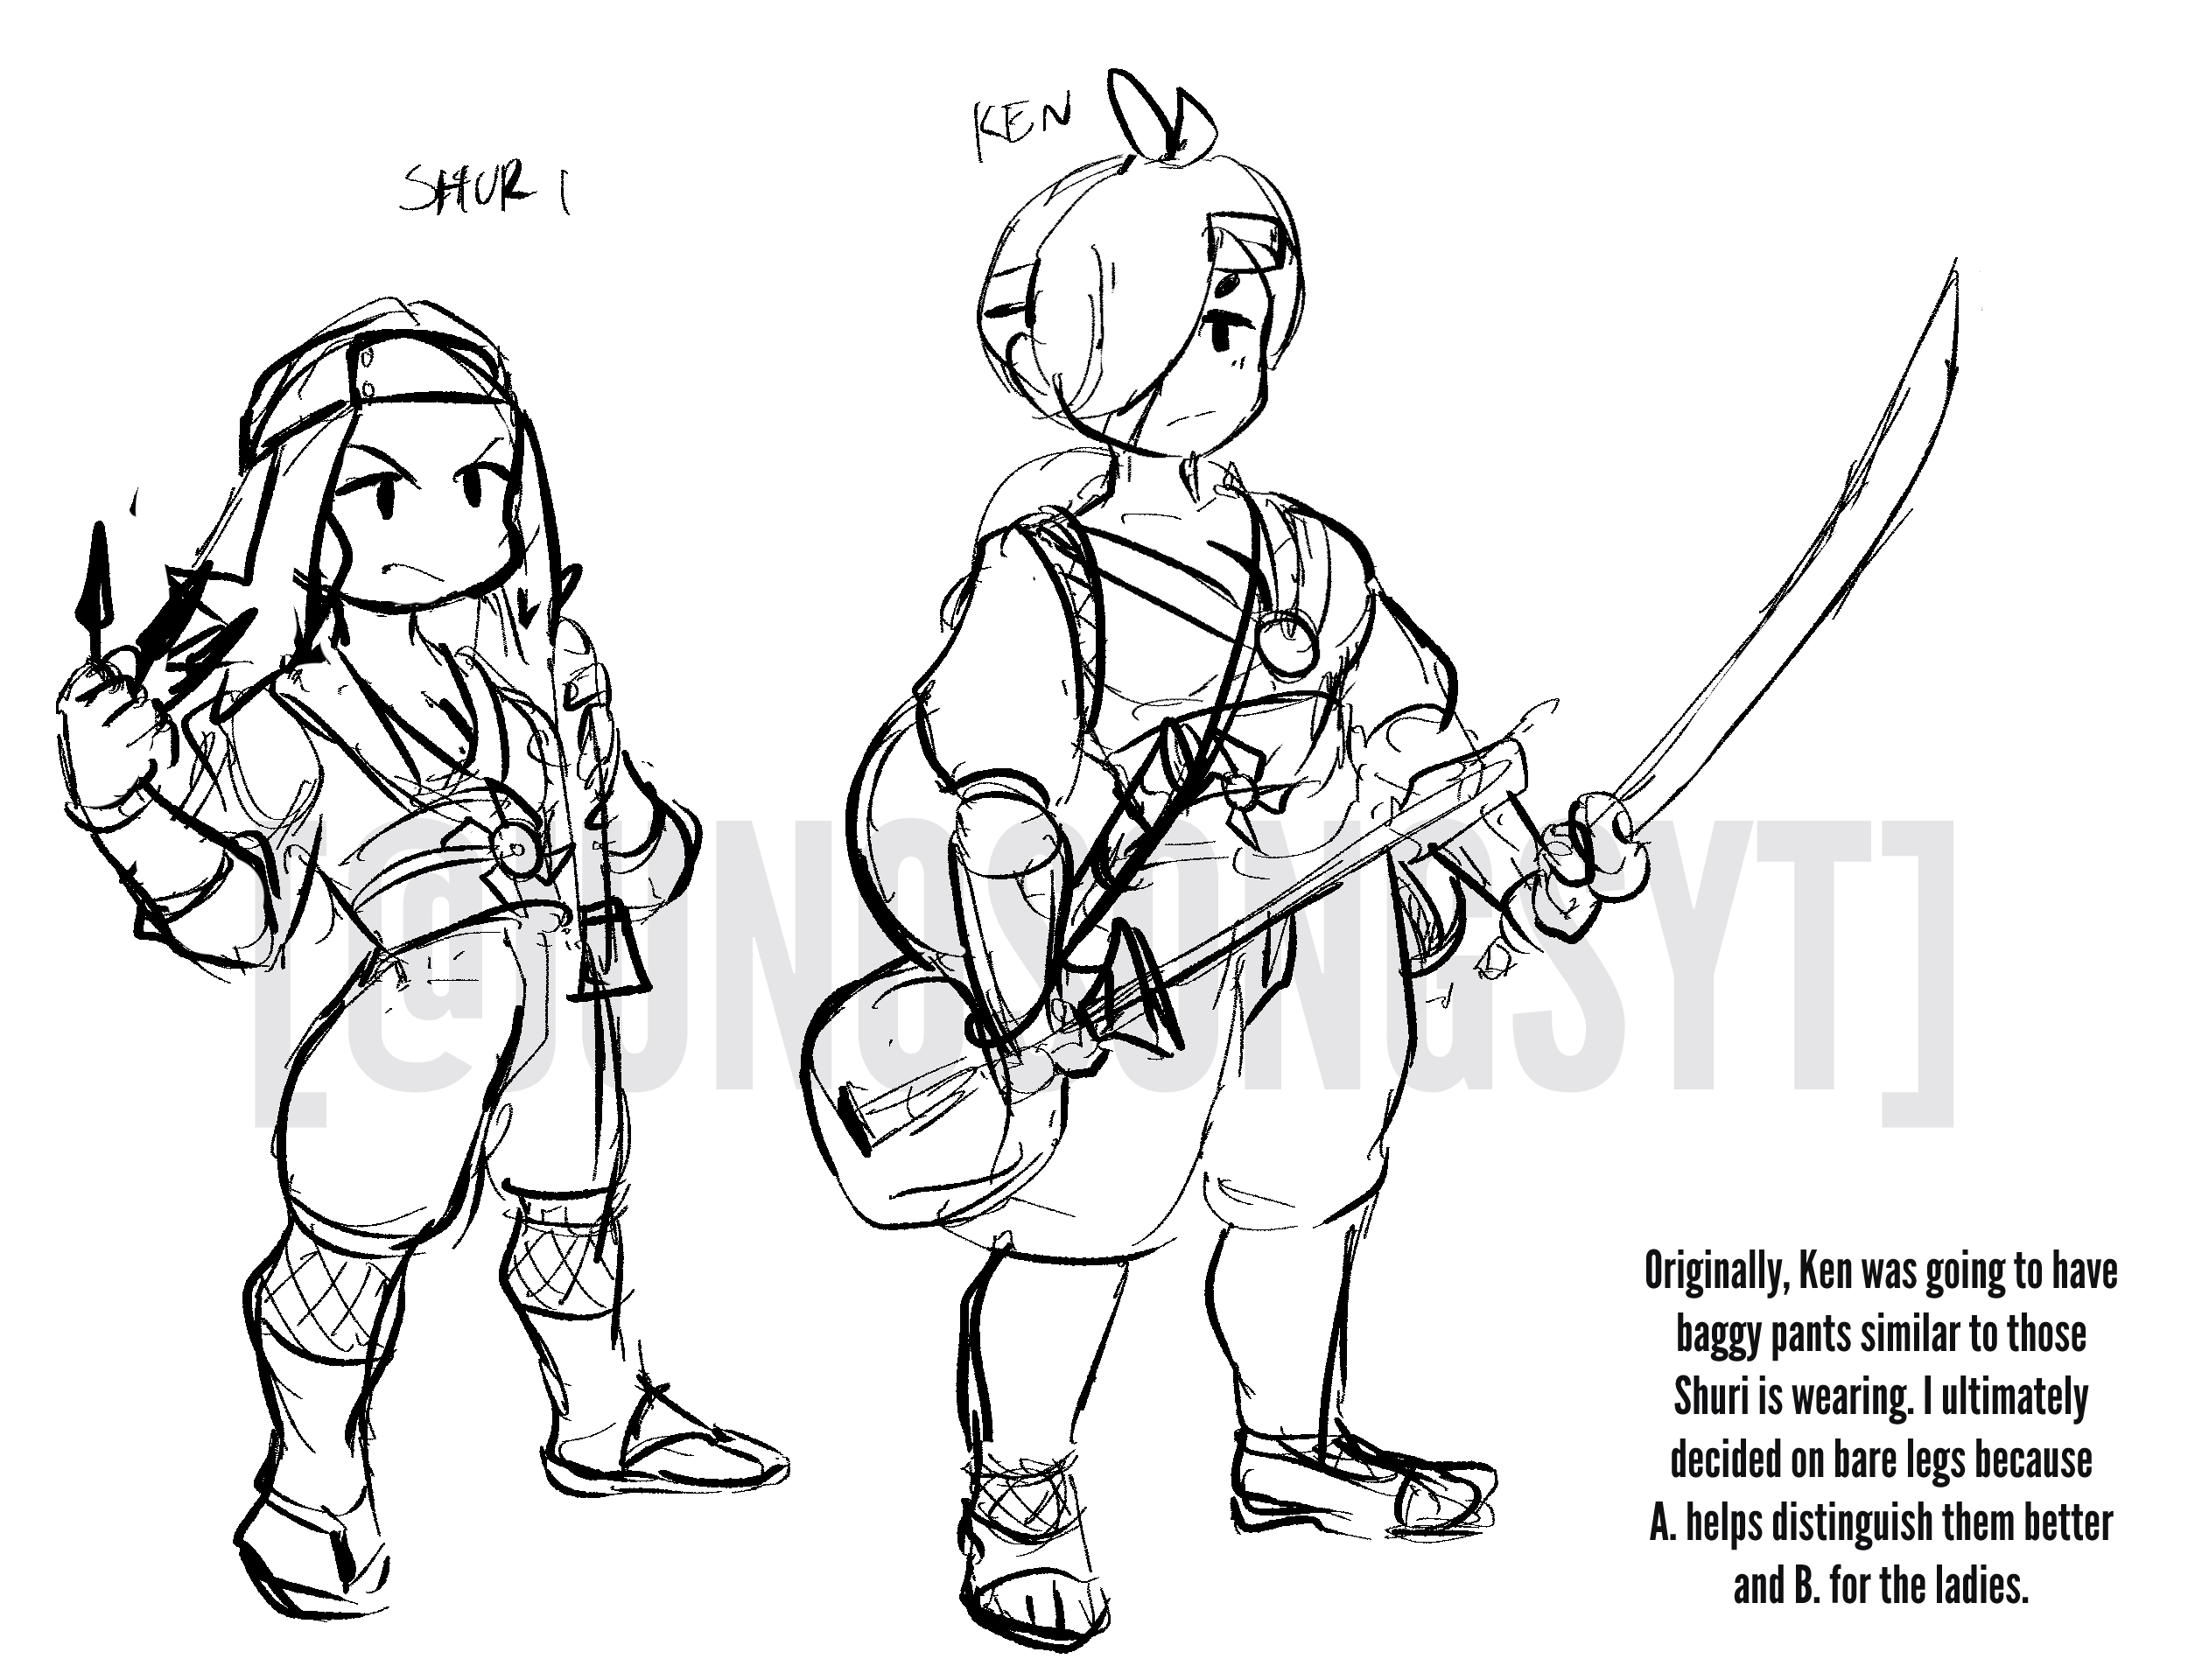 KEN
SHURI
[@JUNOSONGSYT]
Originally, Ken was going to have
baggy pants similar to those
Shuri is wearing. I ultimately
decided on bare legs because
A. helps distinguish them better
and B. for the ladies.